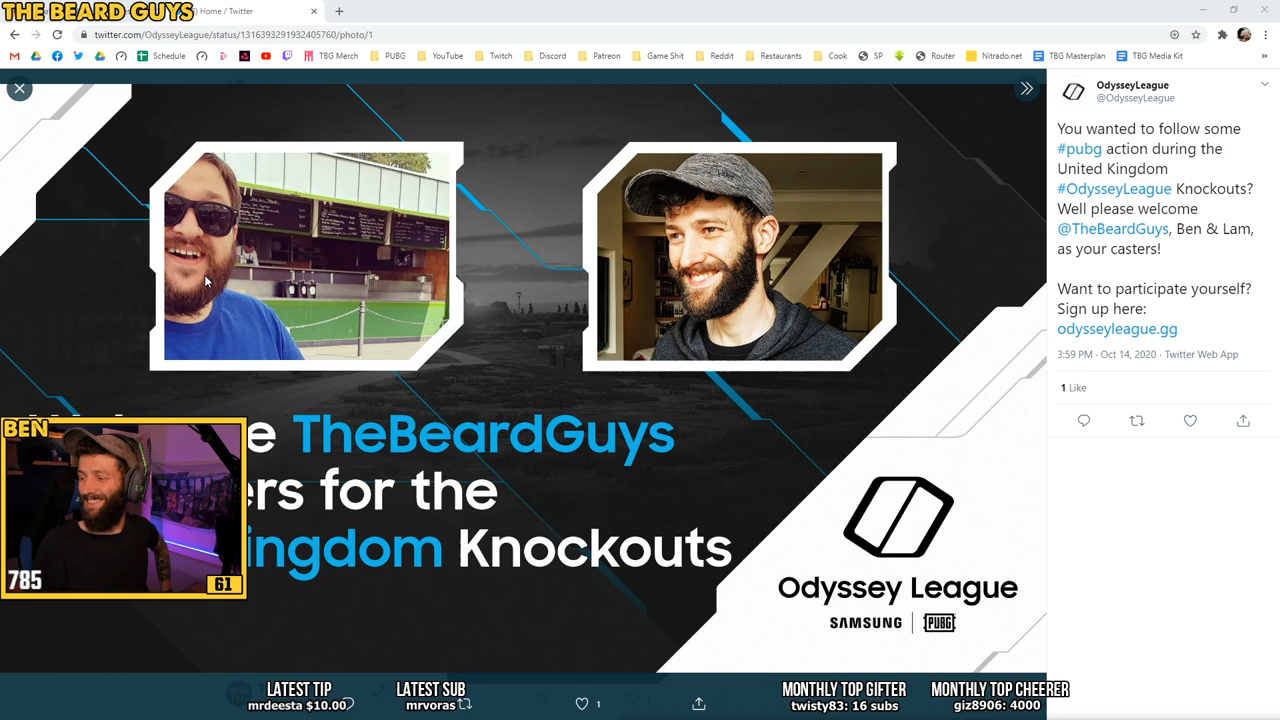 THE BEARD GUYS
) Home / Twitter
twitter.com/OdysseyLeague/status/1316393291932405760/photo/1
Schedule TBG Merch PUBG YouTube Twitch Discord Patreon Game Shit Reddit Restaurants Cook SP Router Nitrado.net TBG Masterplan TBG Media Kit
OdysseyLeague
@OdysseyLeague
You wanted to follow some
#pubg action during the
United Kingdom
#OdysseyLeague Knockouts?
Well please welcome
@TheBeardGuys, Ben & Lam,
as your casters!
Want to participate yourself?
Sign up here:
odysseyleague.gg
3:59 PM · Oct 14, 2020 · Twitter Web App
1 Like
e TheBeardGuys
ers for the
ingdom Knockouts
BEN
785
61
Odyssey League
SAMSUNG | PUBG
LATEST TIP
mrdeesta $10.00
LATEST SUB
mrvoras
1
MONTHLY TOP GIFTER
twisty83: 16 subs
MONTHLY TOP CHEERER
giz8906: 4000